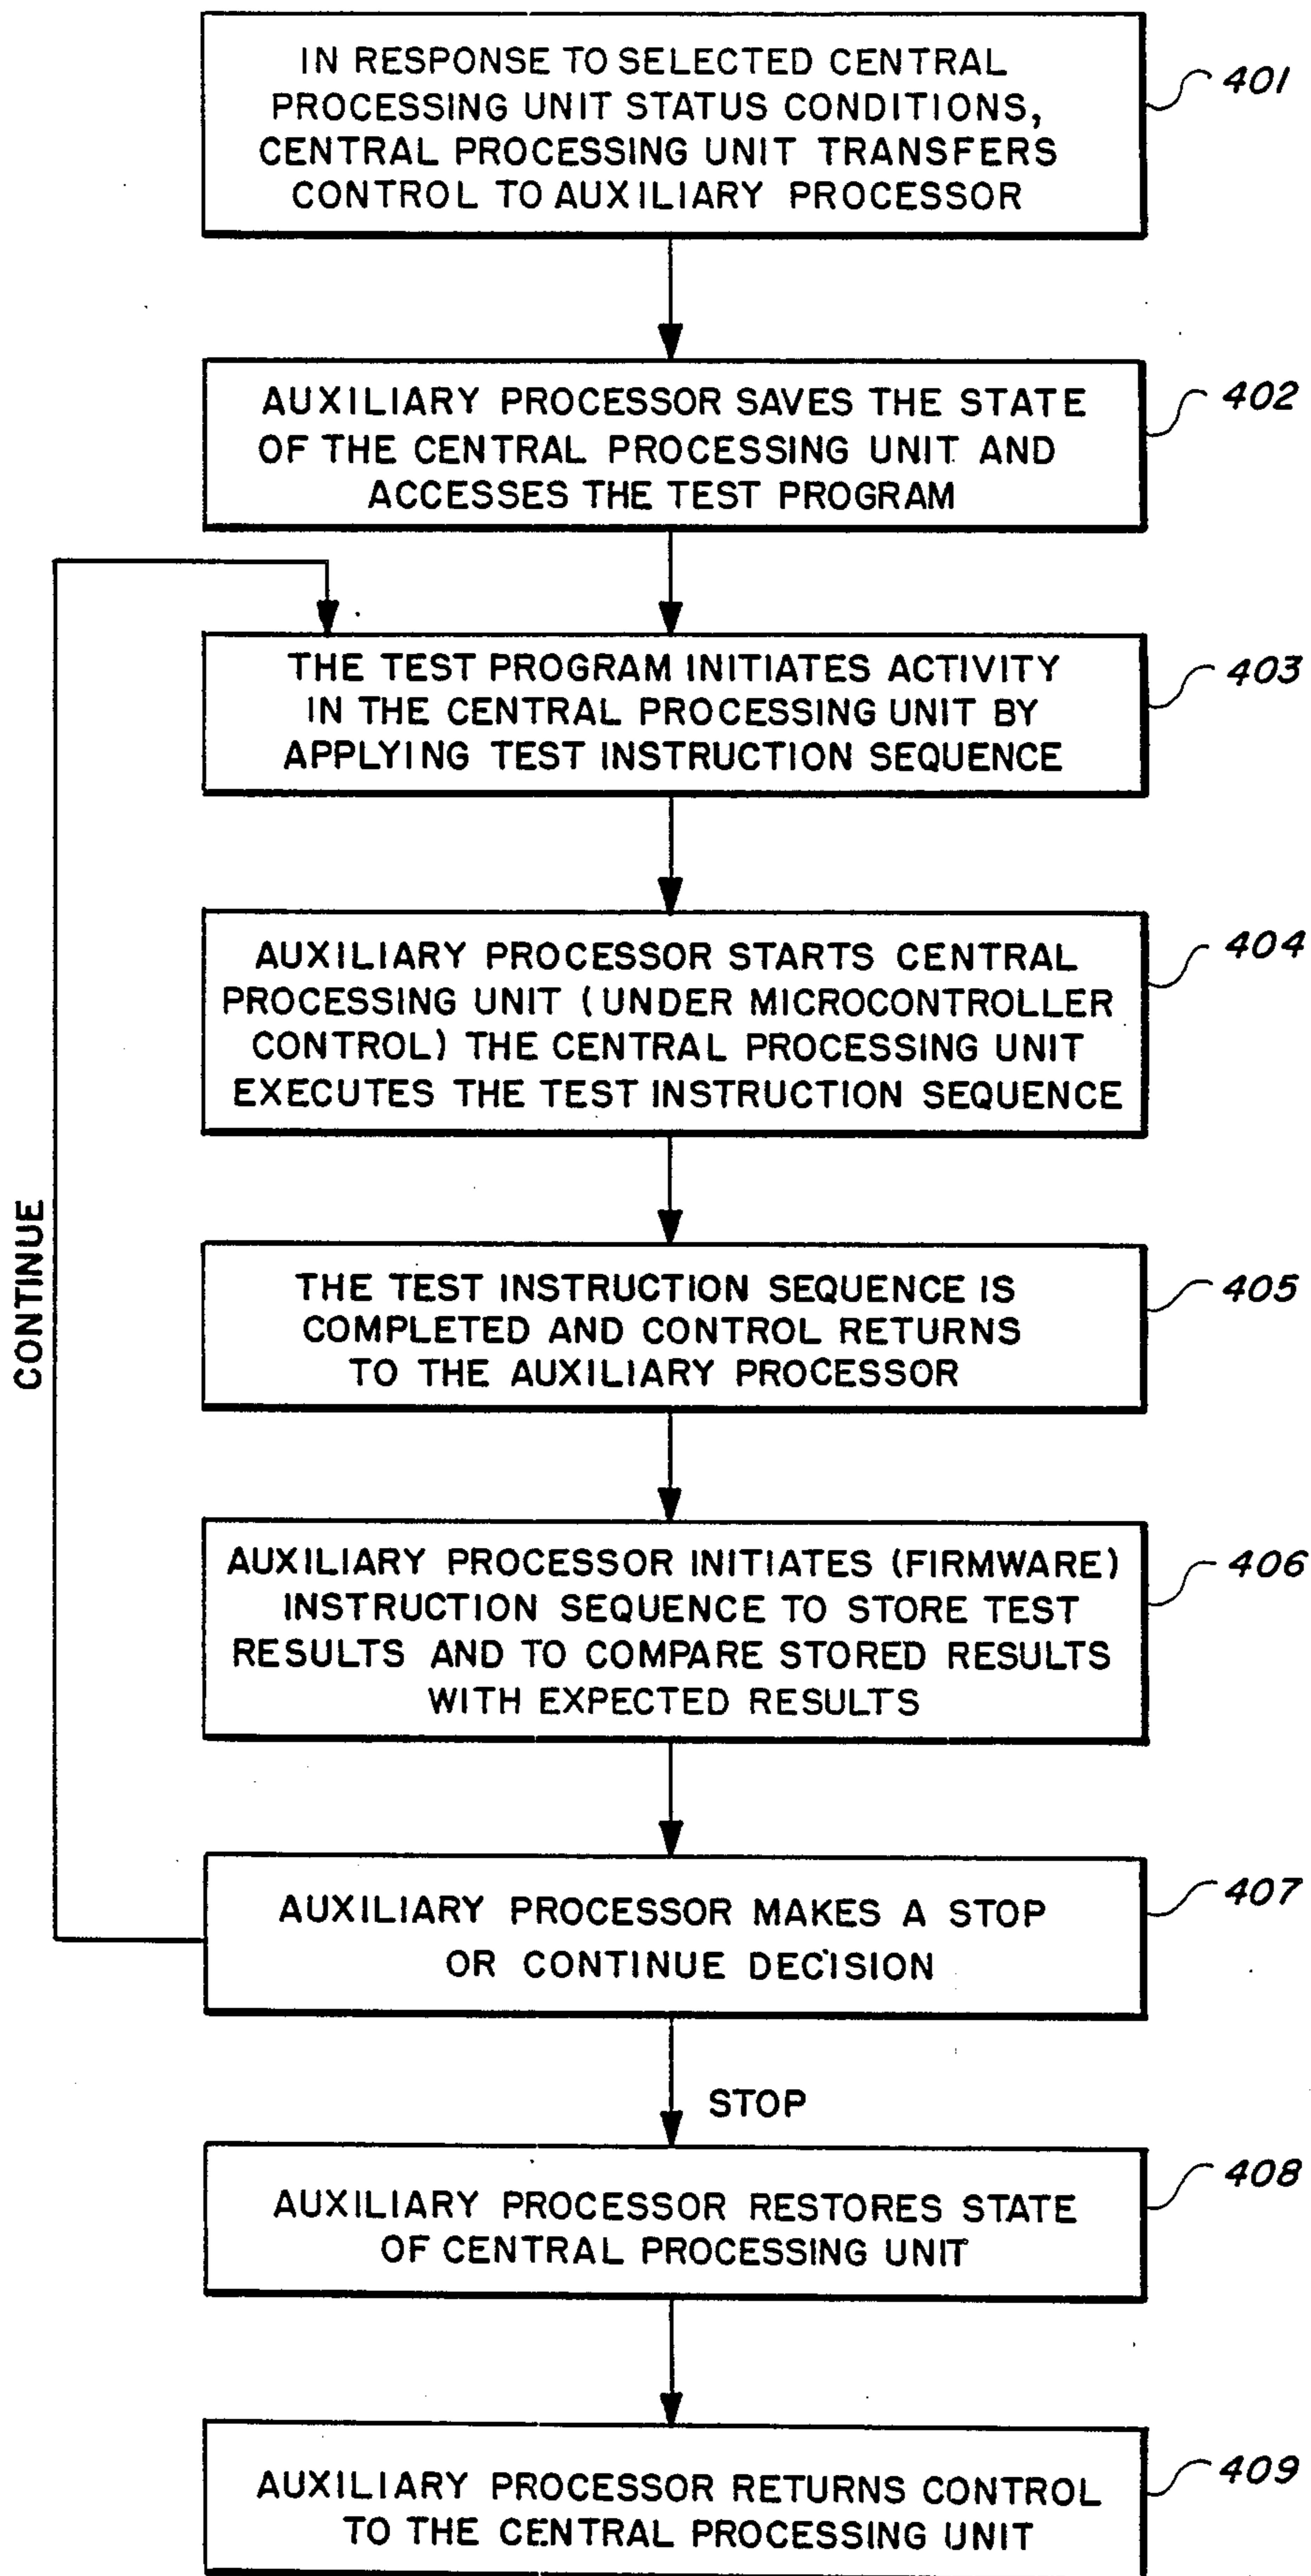 IN RESPONSE TO SELECTED CENTRAL
PROCESSING UNIT STATUS CONDITIONS,
CENTRAL PROCESSING UNIT TRANSFERS
CONTROL TO AUXILIARY PROCESSOR
401
AUXILIARY PROCESSOR SAVES THE STATE
OF THE CENTRAL PROCESSING UNIT AND
ACCESSES THE TEST PROGRAM
402
THE TEST PROGRAM INITIATES ACTIVITY
IN THE CENTRAL PROCESSING UNIT BY
APPLYING TEST INSTRUCTION SEQUENCE
403
AUXILIARY PROCESSOR STARTS CENTRAL
PROCESSING UNIT (UNDER MICROCONTROLLER
CONTROL) THE CENTRAL PROCESSING UNIT
EXECUTES THE TEST INSTRUCTION SEQUENCE
404
CONTINUE
THE TEST INSTRUCTION SEQUENCE IS
COMPLETED AND CONTROL RETURNS
TO THE AUXILIARY PROCESSOR
405
AUXILIARY PROCESSOR INITIATES (FIRMWARE)
INSTRUCTION SEQUENCE TO STORE TEST
RESULTS AND TO COMPARE STORED RESULTS
WITH EXPECTED RESULTS
406
AUXILIARY PROCESSOR MAKES A STOP
OR CONTINUE DECISION
407
STOP
AUXILIARY PROCESSOR RESTORES STATE
OF CENTRAL PROCESSING UNIT
408
AUXILIARY PROCESSOR RETURNS CONTROL
TO THE CENTRAL PROCESSING UNIT
409